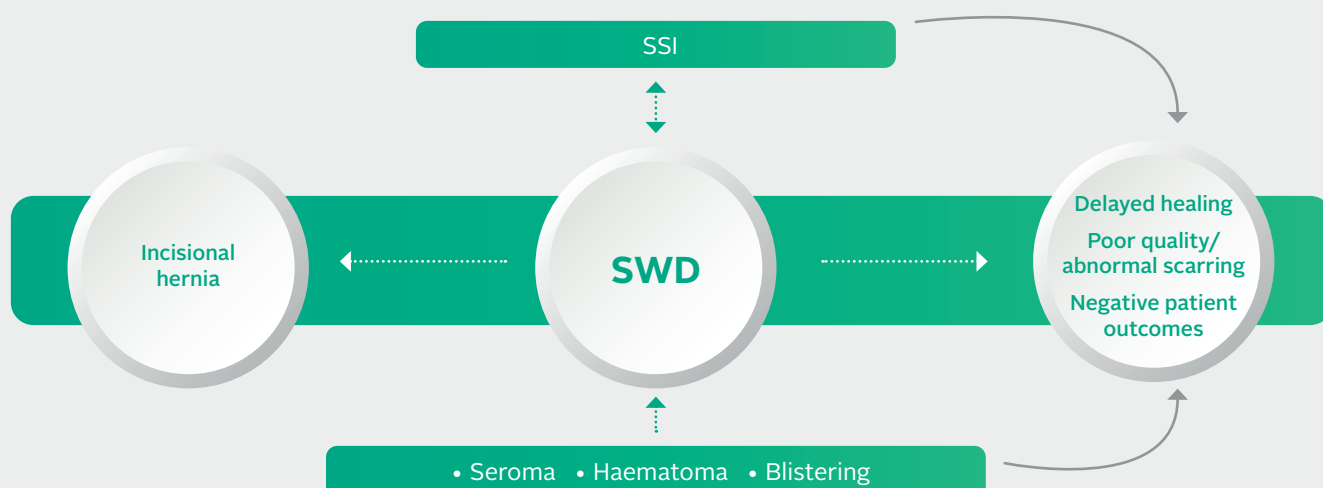 SSI
Incisional
hernia
SWD
Delayed healing
Poor quality/
abnormal scarring
Negative patient
outcomes
• Seroma • Haematoma • Blistering